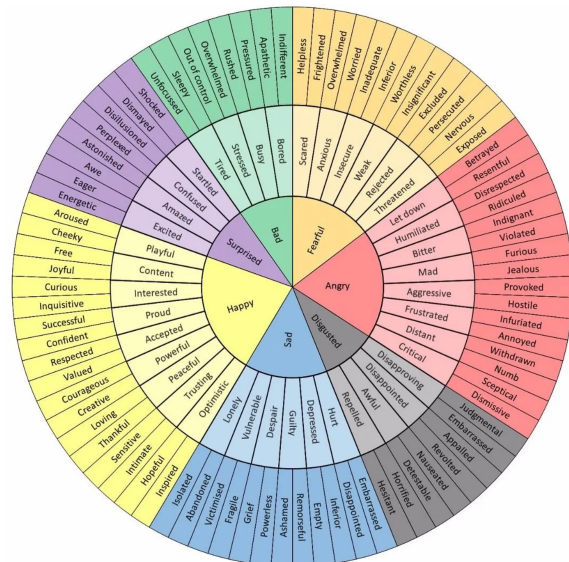 Bad
Fearful
Angry
Disgusted
Sad
Happy
Surprised
Tired
Stressed
Busy
Bored
Scared
Anxious
Insecure
Weak
Rejected
Threatened
Let down
Humiliated
Bitter
Mad
Aggressive
Frustrated
Distant
Critical
Disapproving
Disappointed
Awful
Repelled
Hurt
Depressed
Guilty
Despair
Vulnerable
Lonely
Optimistic
Trusting
Peaceful
Powerful
Accepted
Proud
Interested
Content
Playful
Excited
Amazed
Confused
Startled
Unfocussed
Sleepy
Out of control
Overwhelmed
Rushed
Pressured
Apathetic
Indifferent
Helpless
Frightened
Overwhelmed
Worried
Inadequate
Inferior
Worthless
Insignificant
Excluded
Persecuted
Nervous
Exposed
Betrayed
Resentful
Disrespected
Ridiculed
Indignant
Violated
Furious
Jealous
Provoked
Hostile
Infuriated
Annoyed
Withdrawn
Numb
Sceptical
Dismissive
Judgmental
Embarrassed
Appalled
Revolted
Nauseated
Detestable
Horrified
Hesitant
Embarrassed
Disappointed
Inferior
Empty
Remorseful
Ashamed
Powerless
Grief
Fragile
Victimised
Abandoned
Isolated
Inspired
Hopeful
Intimate
Sensitive
Thankful
Loving
Creative
Courageous
Valued
Respected
Confident
Successful
Inquisitive
Curious
Joyful
Free
Cheeky
Aroused
Energetic
Eager
Awe
Astonished
Perplexed
Disillusioned
Dismayed
Shocked